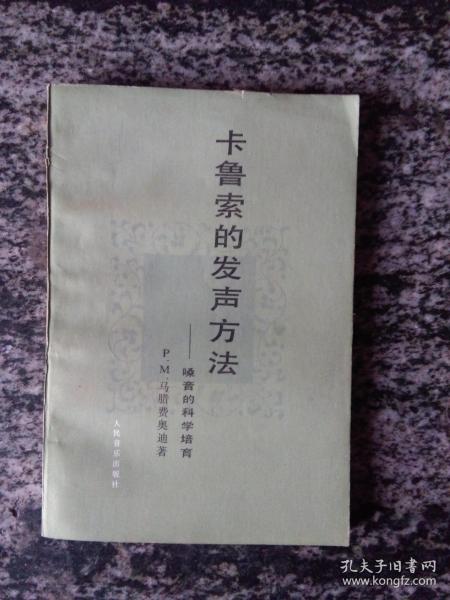 卡鲁索的发声方法
——嗓音的科学培育
P.M.马腊费奥迪著
人民音乐出版社
孔夫子旧书网
www.kongfz.com